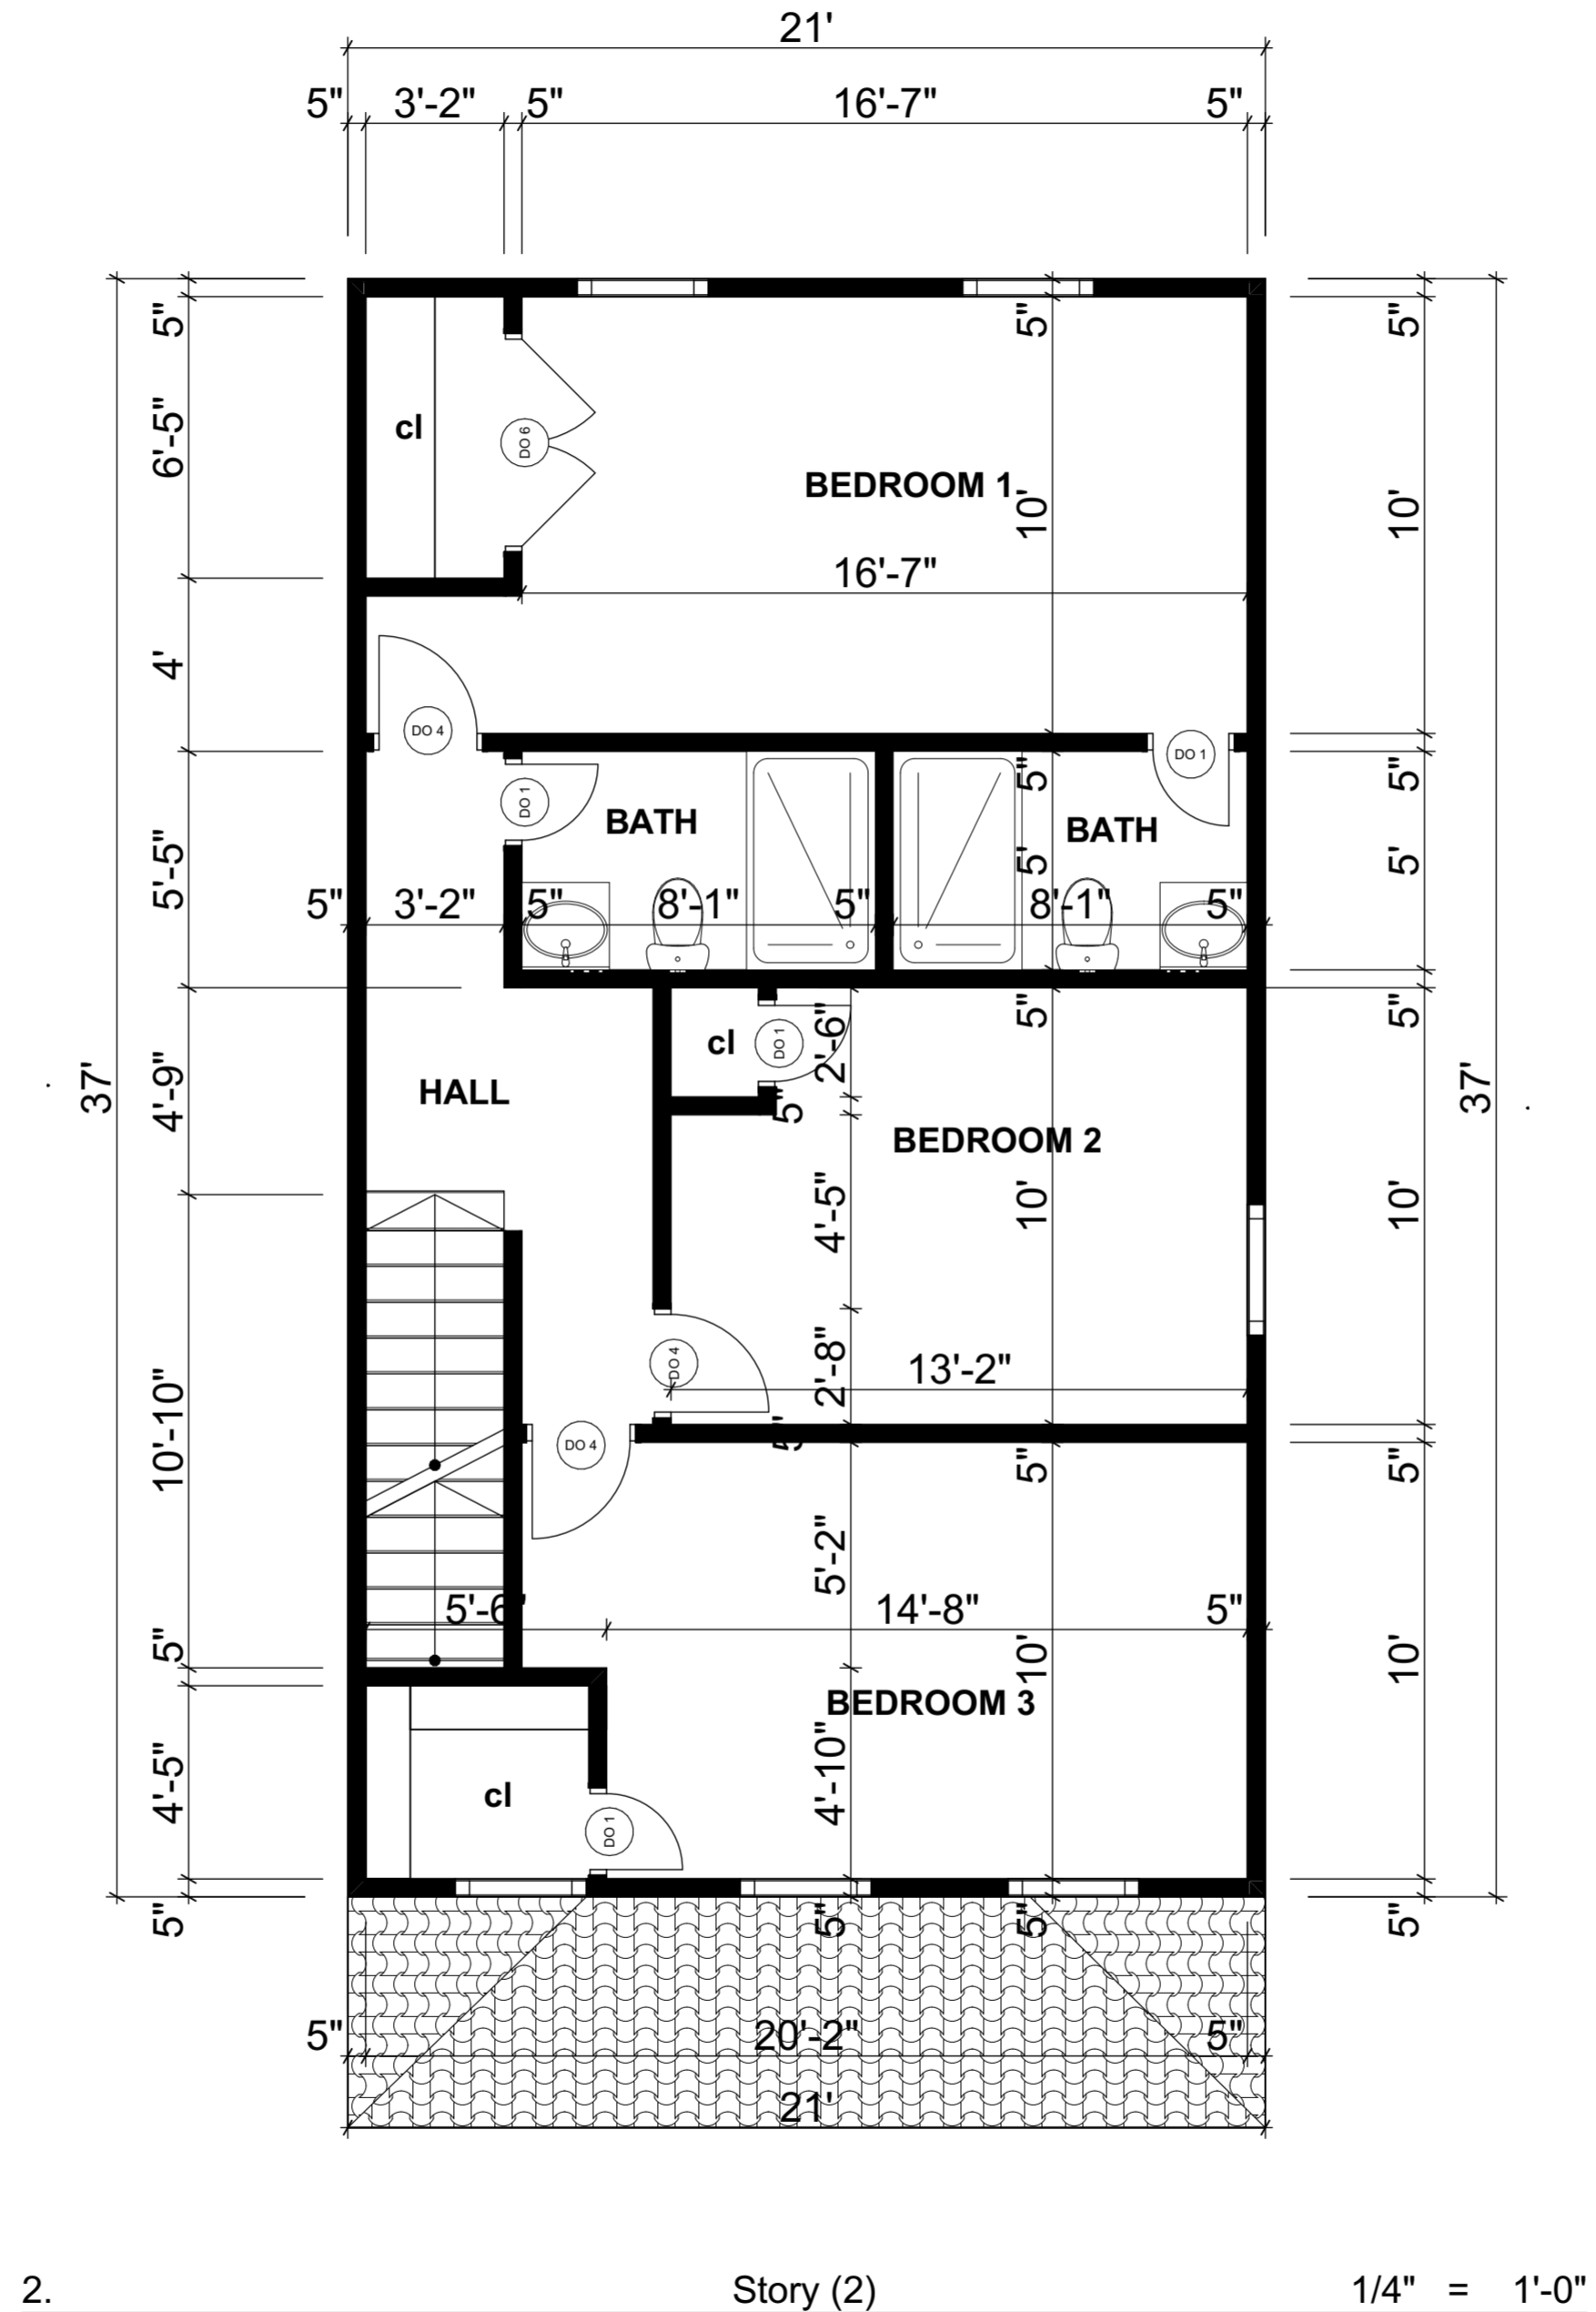 21'
5" 3'-2" 5" 16'-7" 5"
5" 5" 5"
6'-5"
cl
DO 6
BEDROOM 1
10' 10'
16'-7"
4'
DO 4
DO 1
5" 5"
DO 1
BATH
BATH
5'-5"
5' 5'
5" 3'-2" 5" 8'-1" 5" 8'-1" 5"
5" 5"
cl
DO 1
2'-6"
37'
4'-9"
HALL
5"
37'
BEDROOM 2
4'-5"
10' 10'
DO 4
2'-8"
13'-2"
10'-10"
DO 4
5"
5" 5"
5'-2"
5'-6"
14'-8" 5"
5"
10' 10'
BEDROOM 3
4'-5"
4'-10"
cl
DO 1
5" 5" 5" 5"
5" 20'-2" 5"
21'
2. Story (2) 1/4" = 1'-0"